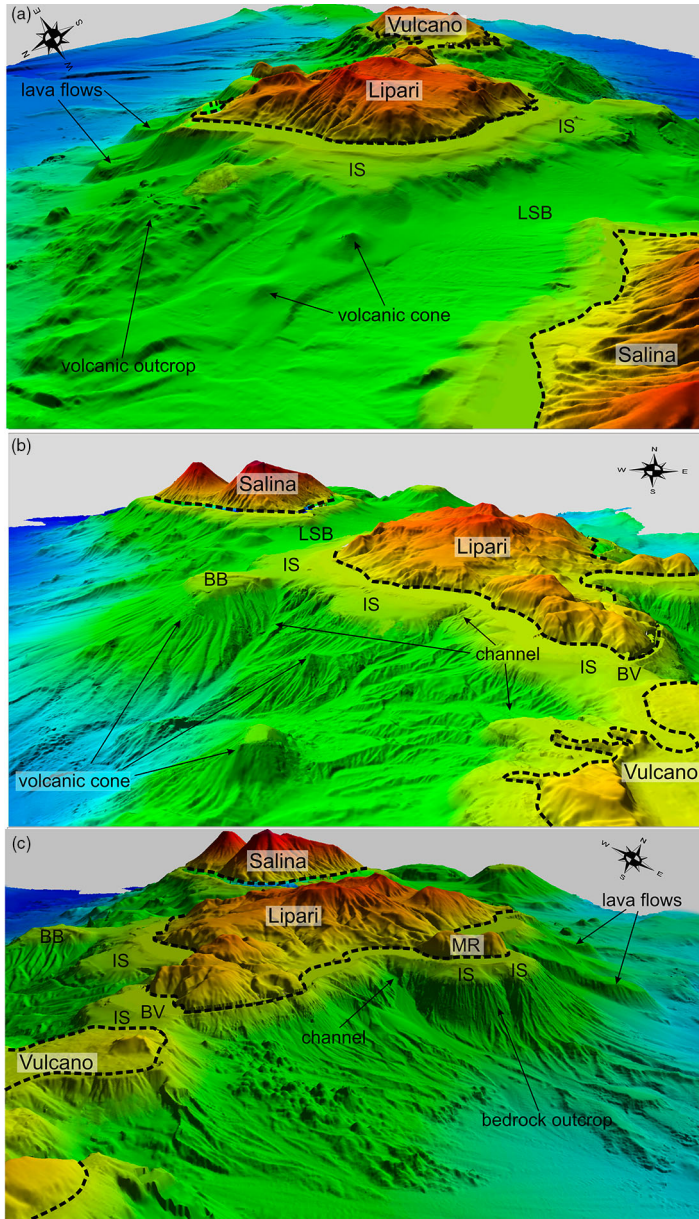 (a)
E
S
N
W
Vulcano
lava flows
Lipari
IS
IS
LSB
volcanic cone
volcanic outcrop
Salina
(b)
N
W
E
S
Salina
LSB
Lipari
BB
IS
IS
channel
IS
BV
volcanic cone
Vulcano
(c)
N
W
S
E
Salina
lava flows
Lipari
BB
MR
IS
IS
IS
IS
BV
channel
Vulcano
bedrock outcrop